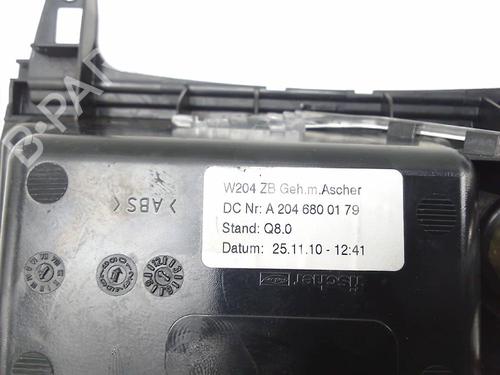 B-PAR
W204 ZB Geh.m.Ascher
DC Nr: A 204 680 01 79
Stand: Q8.0
Datum: 25.11.10 - 12:41
>ABS<
fischer